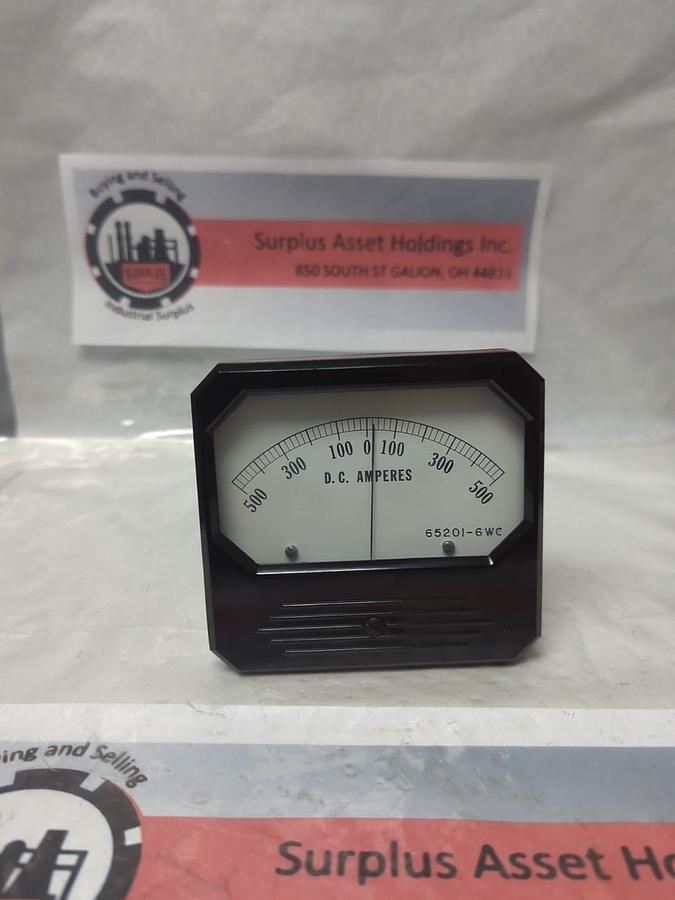 Buying and Selling
SURPLUS
Industrial Surplus
Surplus Asset Holdings Inc.
850 SOUTH ST GALION, OH 44833
500 300 100 0 100 300 500
D.C. AMPERES
65201-6WC
ing and Selling
Surplus Asset Ho